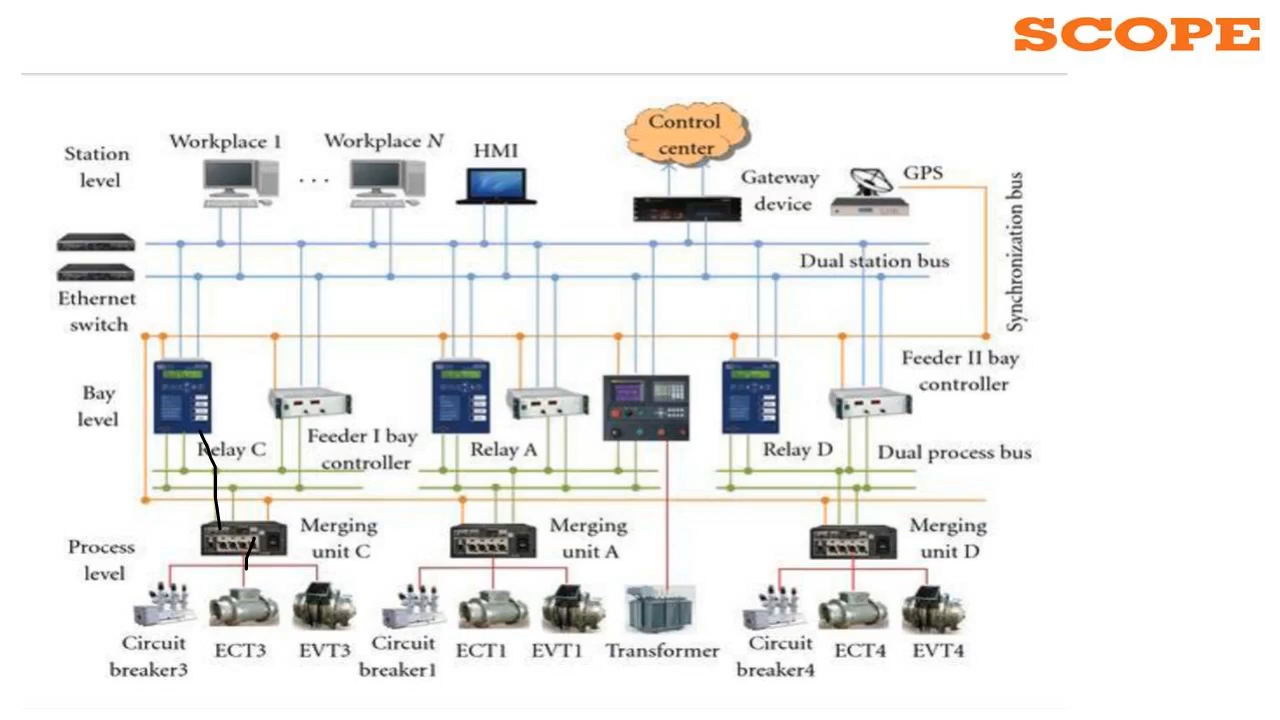 SCOPE
Station
level
Workplace 1
. . .
Workplace N
HMI
Control
center
Gateway
device
GPS
Synchronization bus
Ethernet
switch
Dual station bus
Bay
level
Relay C
Feeder I bay
controller
Relay A
Relay D
Feeder II bay
controller
Dual process bus
Process
level
Merging
unit C
Merging
unit A
Merging
unit D
Circuit
breaker3
ECT3
EVT3
Circuit
breaker1
ECT1
EVT1
Transformer
Circuit
breaker4
ECT4
EVT4